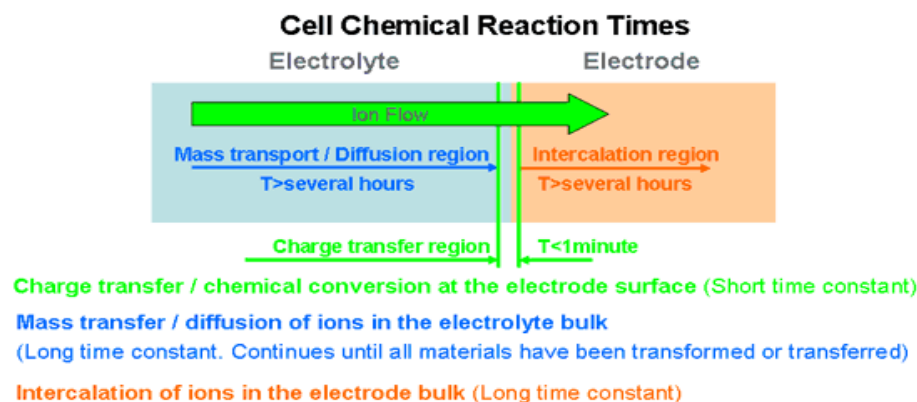 Cell Chemical Reaction Times
Electrolyte Electrode
Ion Flow
Mass transport / Diffusion region Intercalation region
T>several hours T>several hours
Charge transfer region T<1minute
Charge transfer / chemical conversion at the electrode surface (Short time constant)
Mass transfer / diffusion of ions in the electrolyte bulk
(Long time constant. Continues until all materials have been transformed or transferred)
Intercalation of ions in the electrode bulk (Long time constant)